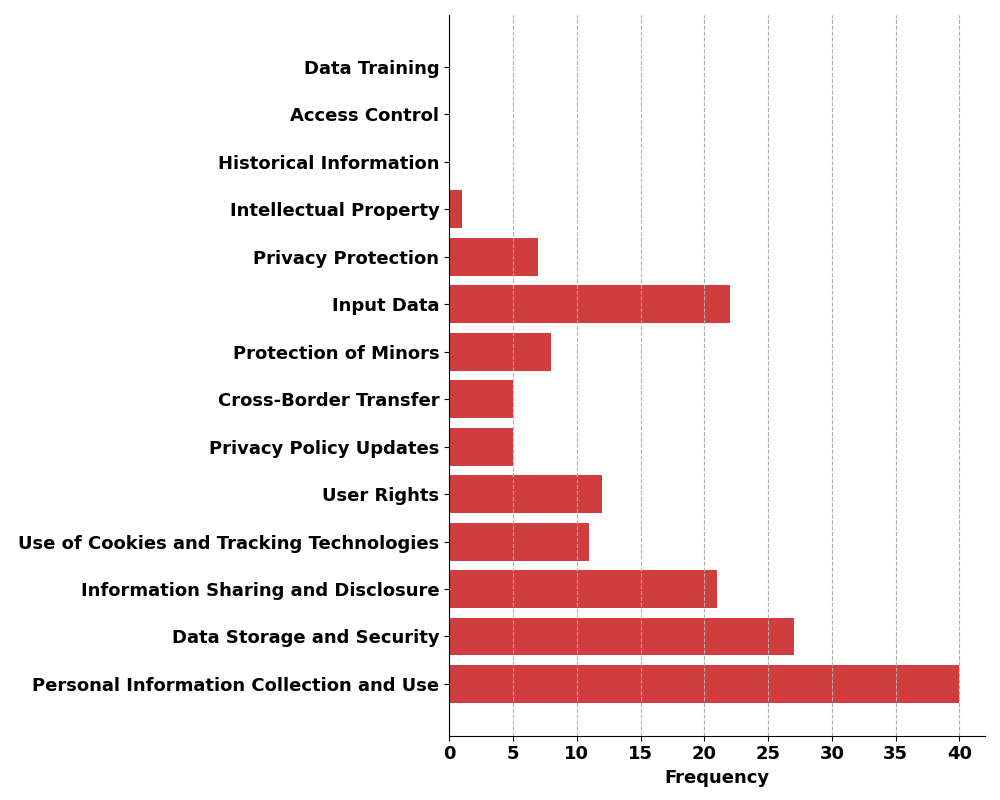 Data Training
Access Control
Historical Information
Intellectual Property
Privacy Protection
Input Data
Protection of Minors
Cross-Border Transfer
Privacy Policy Updates
User Rights
Use of Cookies and Tracking Technologies
Information Sharing and Disclosure
Data Storage and Security
Personal Information Collection and Use
0 5 10 15 20 25 30 35 40
Frequency